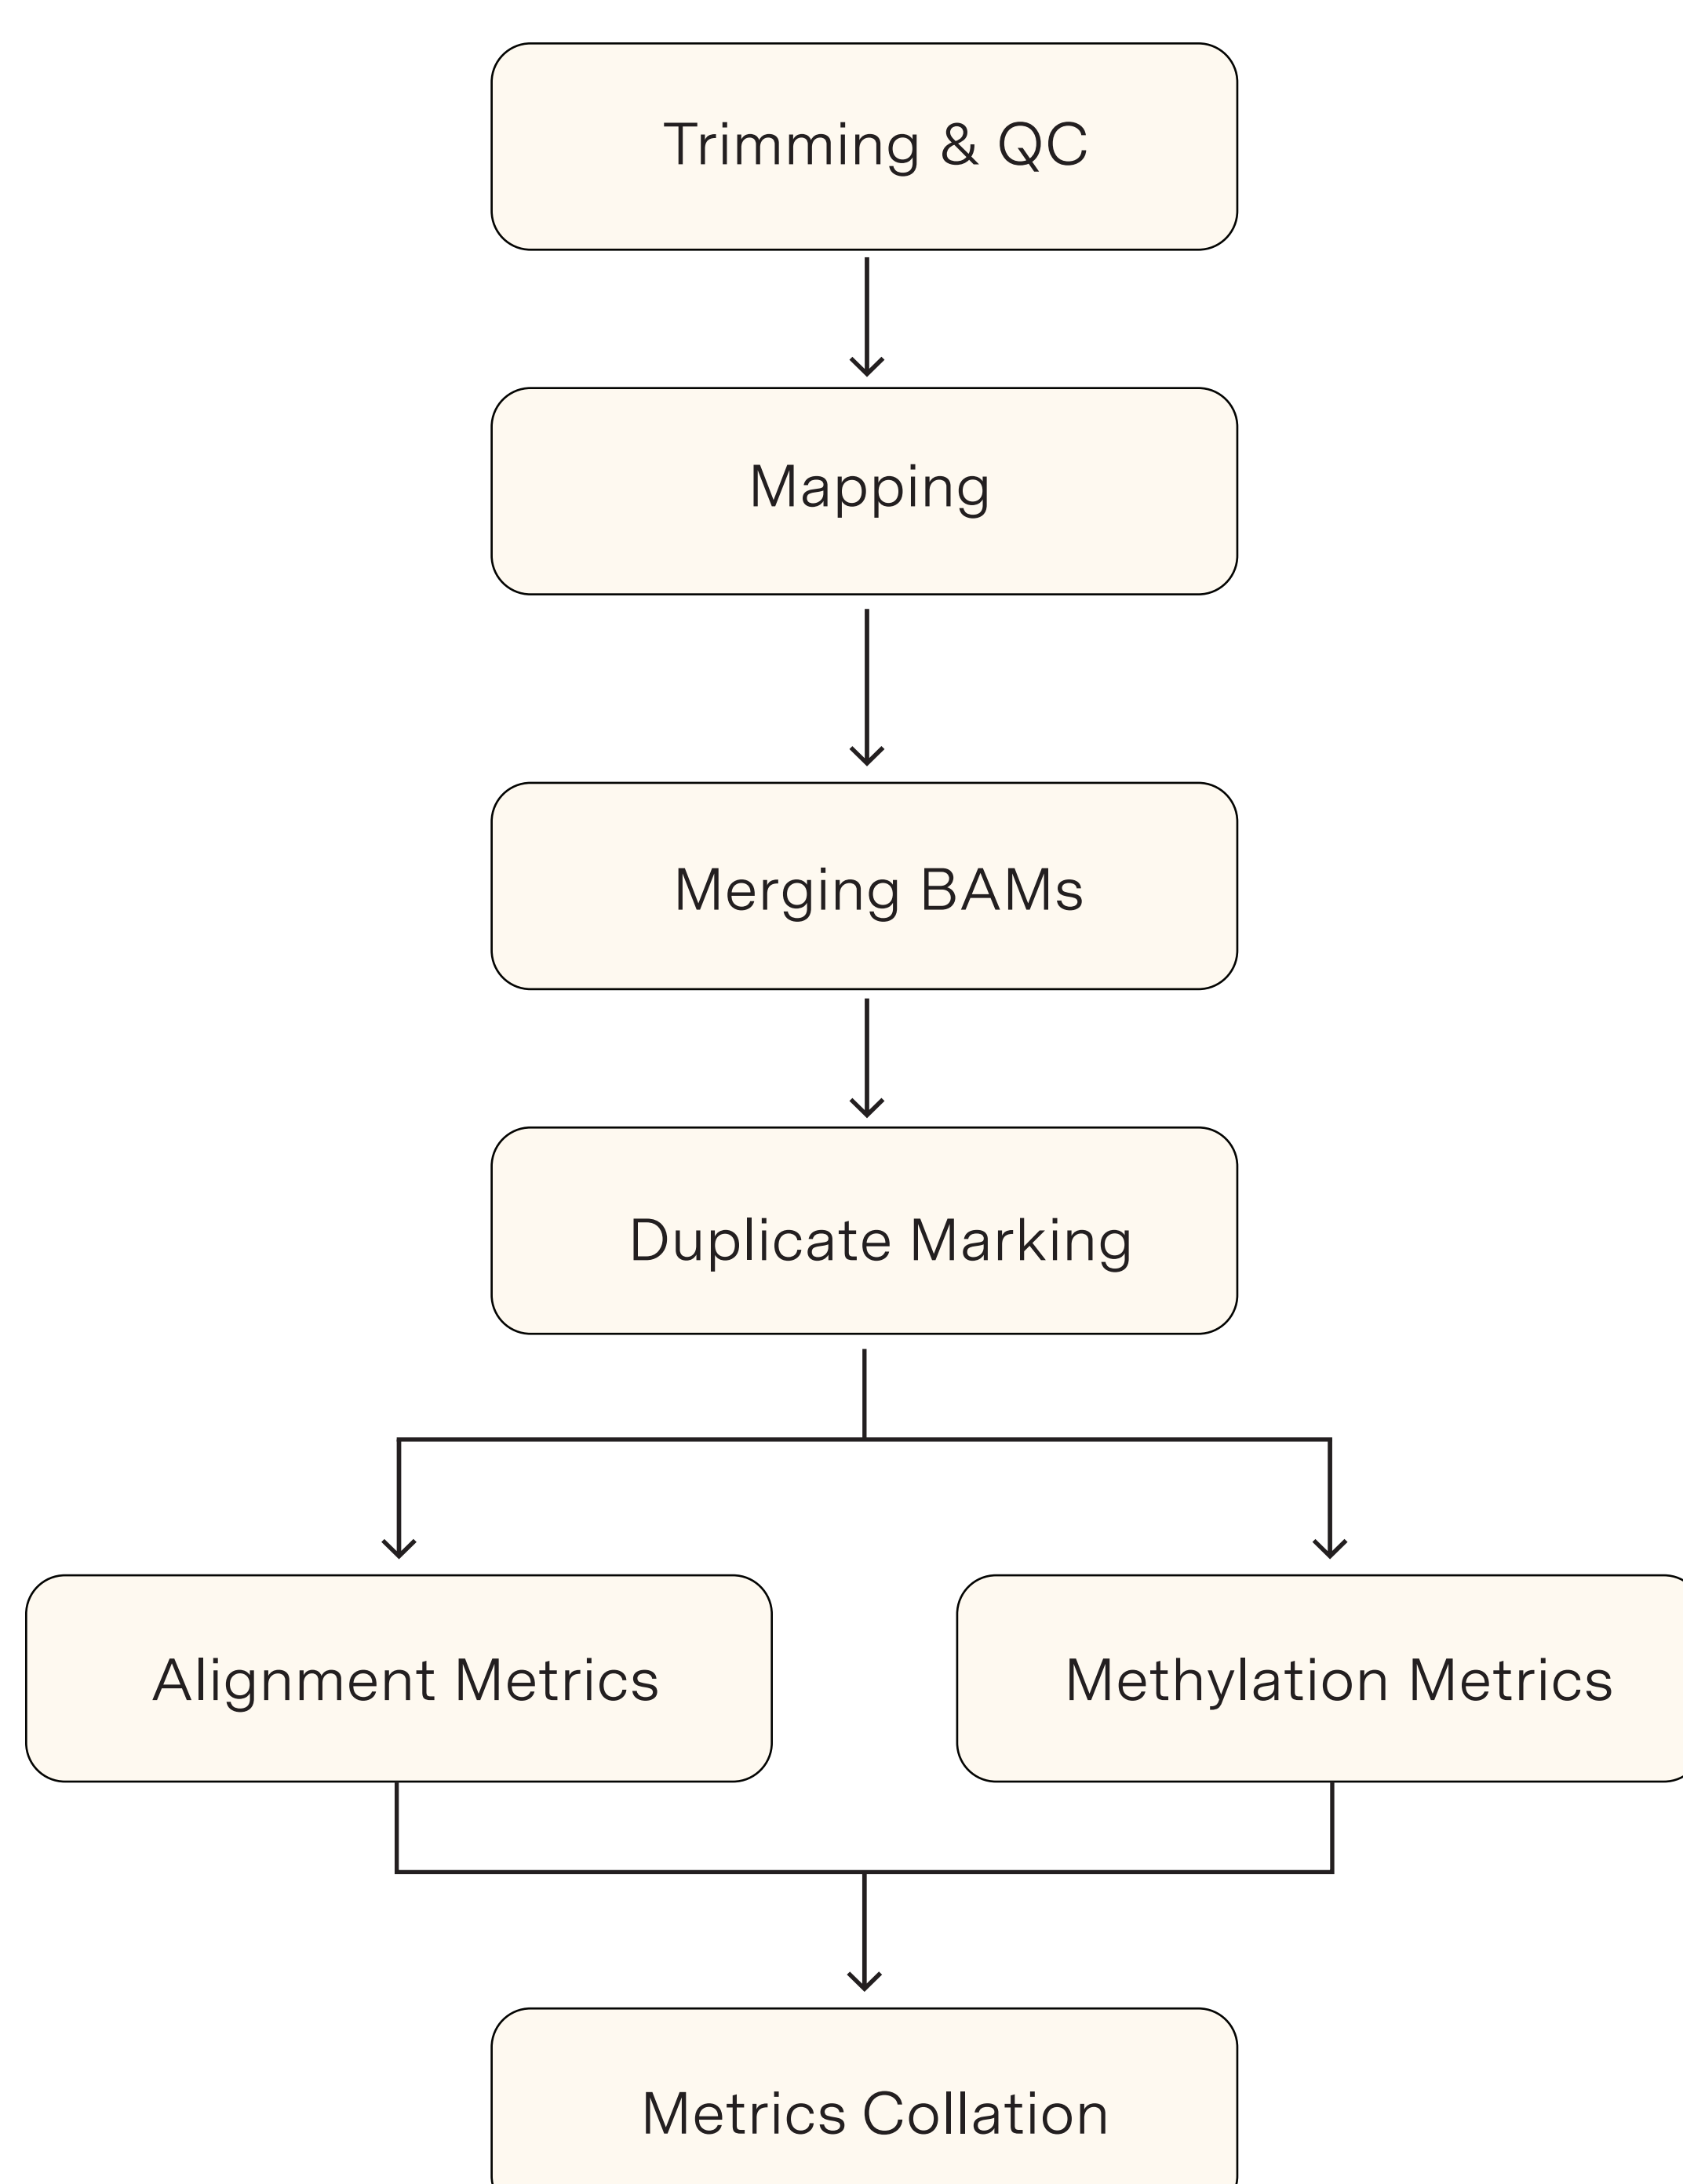 Trimming & QC
Mapping
Merging BAMs
Duplicate Marking
Alignment Metrics
Methylation Metrics
Metrics Collation